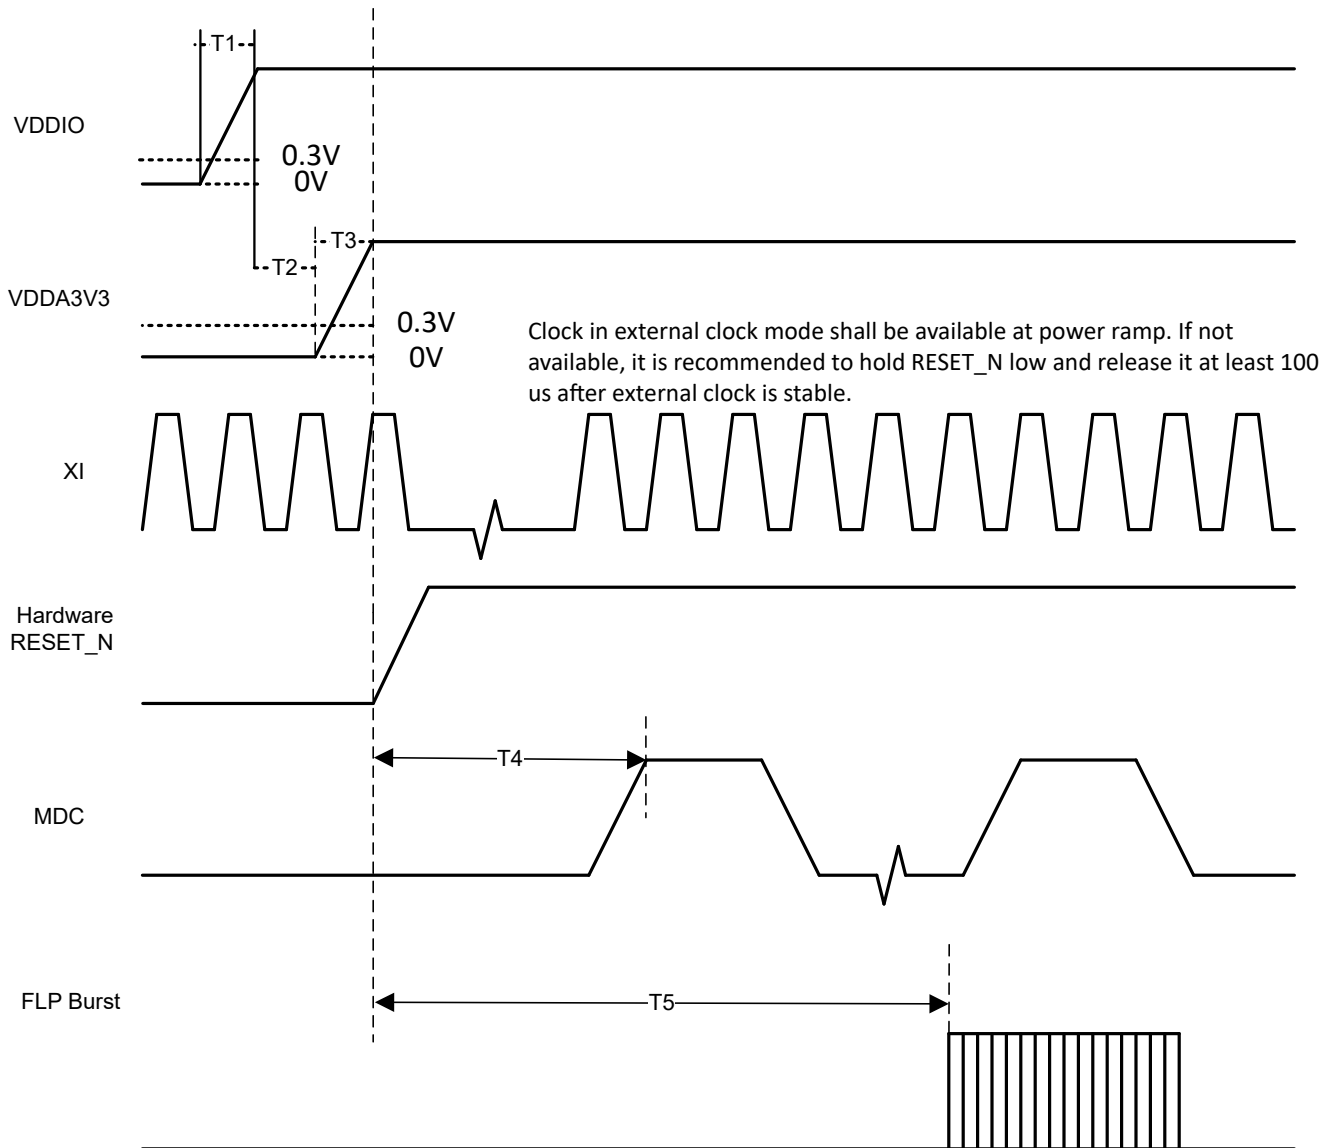 T1
VDDIO
0.3V
0V
T3
T2
VDDA3V3
0.3V
0V
Clock in external clock mode shall be available at power ramp. If not
available, it is recommended to hold RESET_N low and release it at least 100
us after external clock is stable.
XI
Hardware
RESET_N
T4
MDC
FLP Burst
T5